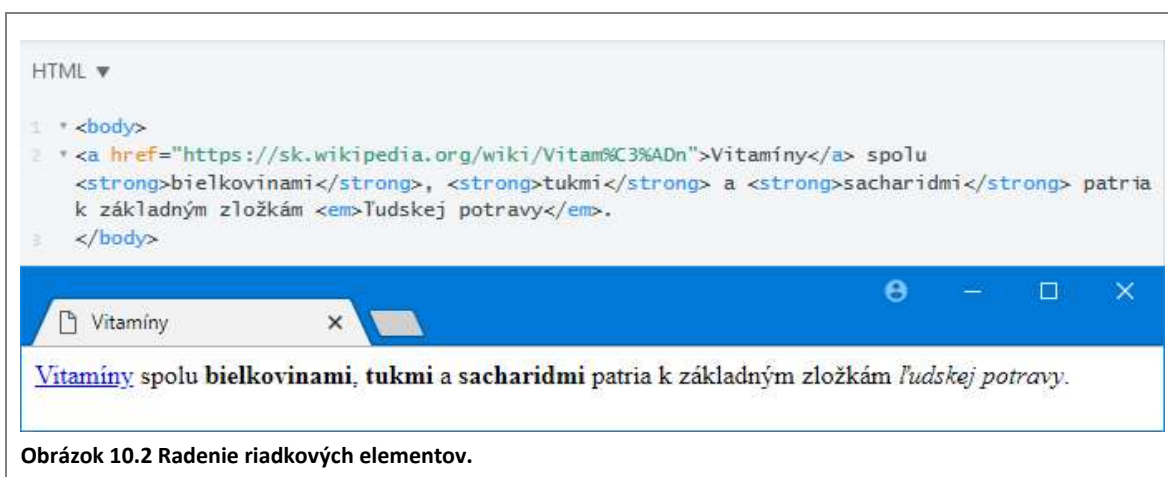 HTML ▼
1 <body>
2 <a href="https://sk.wikipedia.org/wiki/Vitam%C3%ADn">Vitamíny</a> spolu
<strong>bielkovinami</strong>, <strong>tukmi</strong> a <strong>sacharidmi</strong> patria
k základným zložkám <em>ľudskej potravy</em>.
3 </body>
Vitamíny
Vitamíny spolu bielkovinami, tukmi a sacharidmi patria k základným zložkám ľudskej potravy.
Obrázok 10.2 Radenie riadkových elementov.